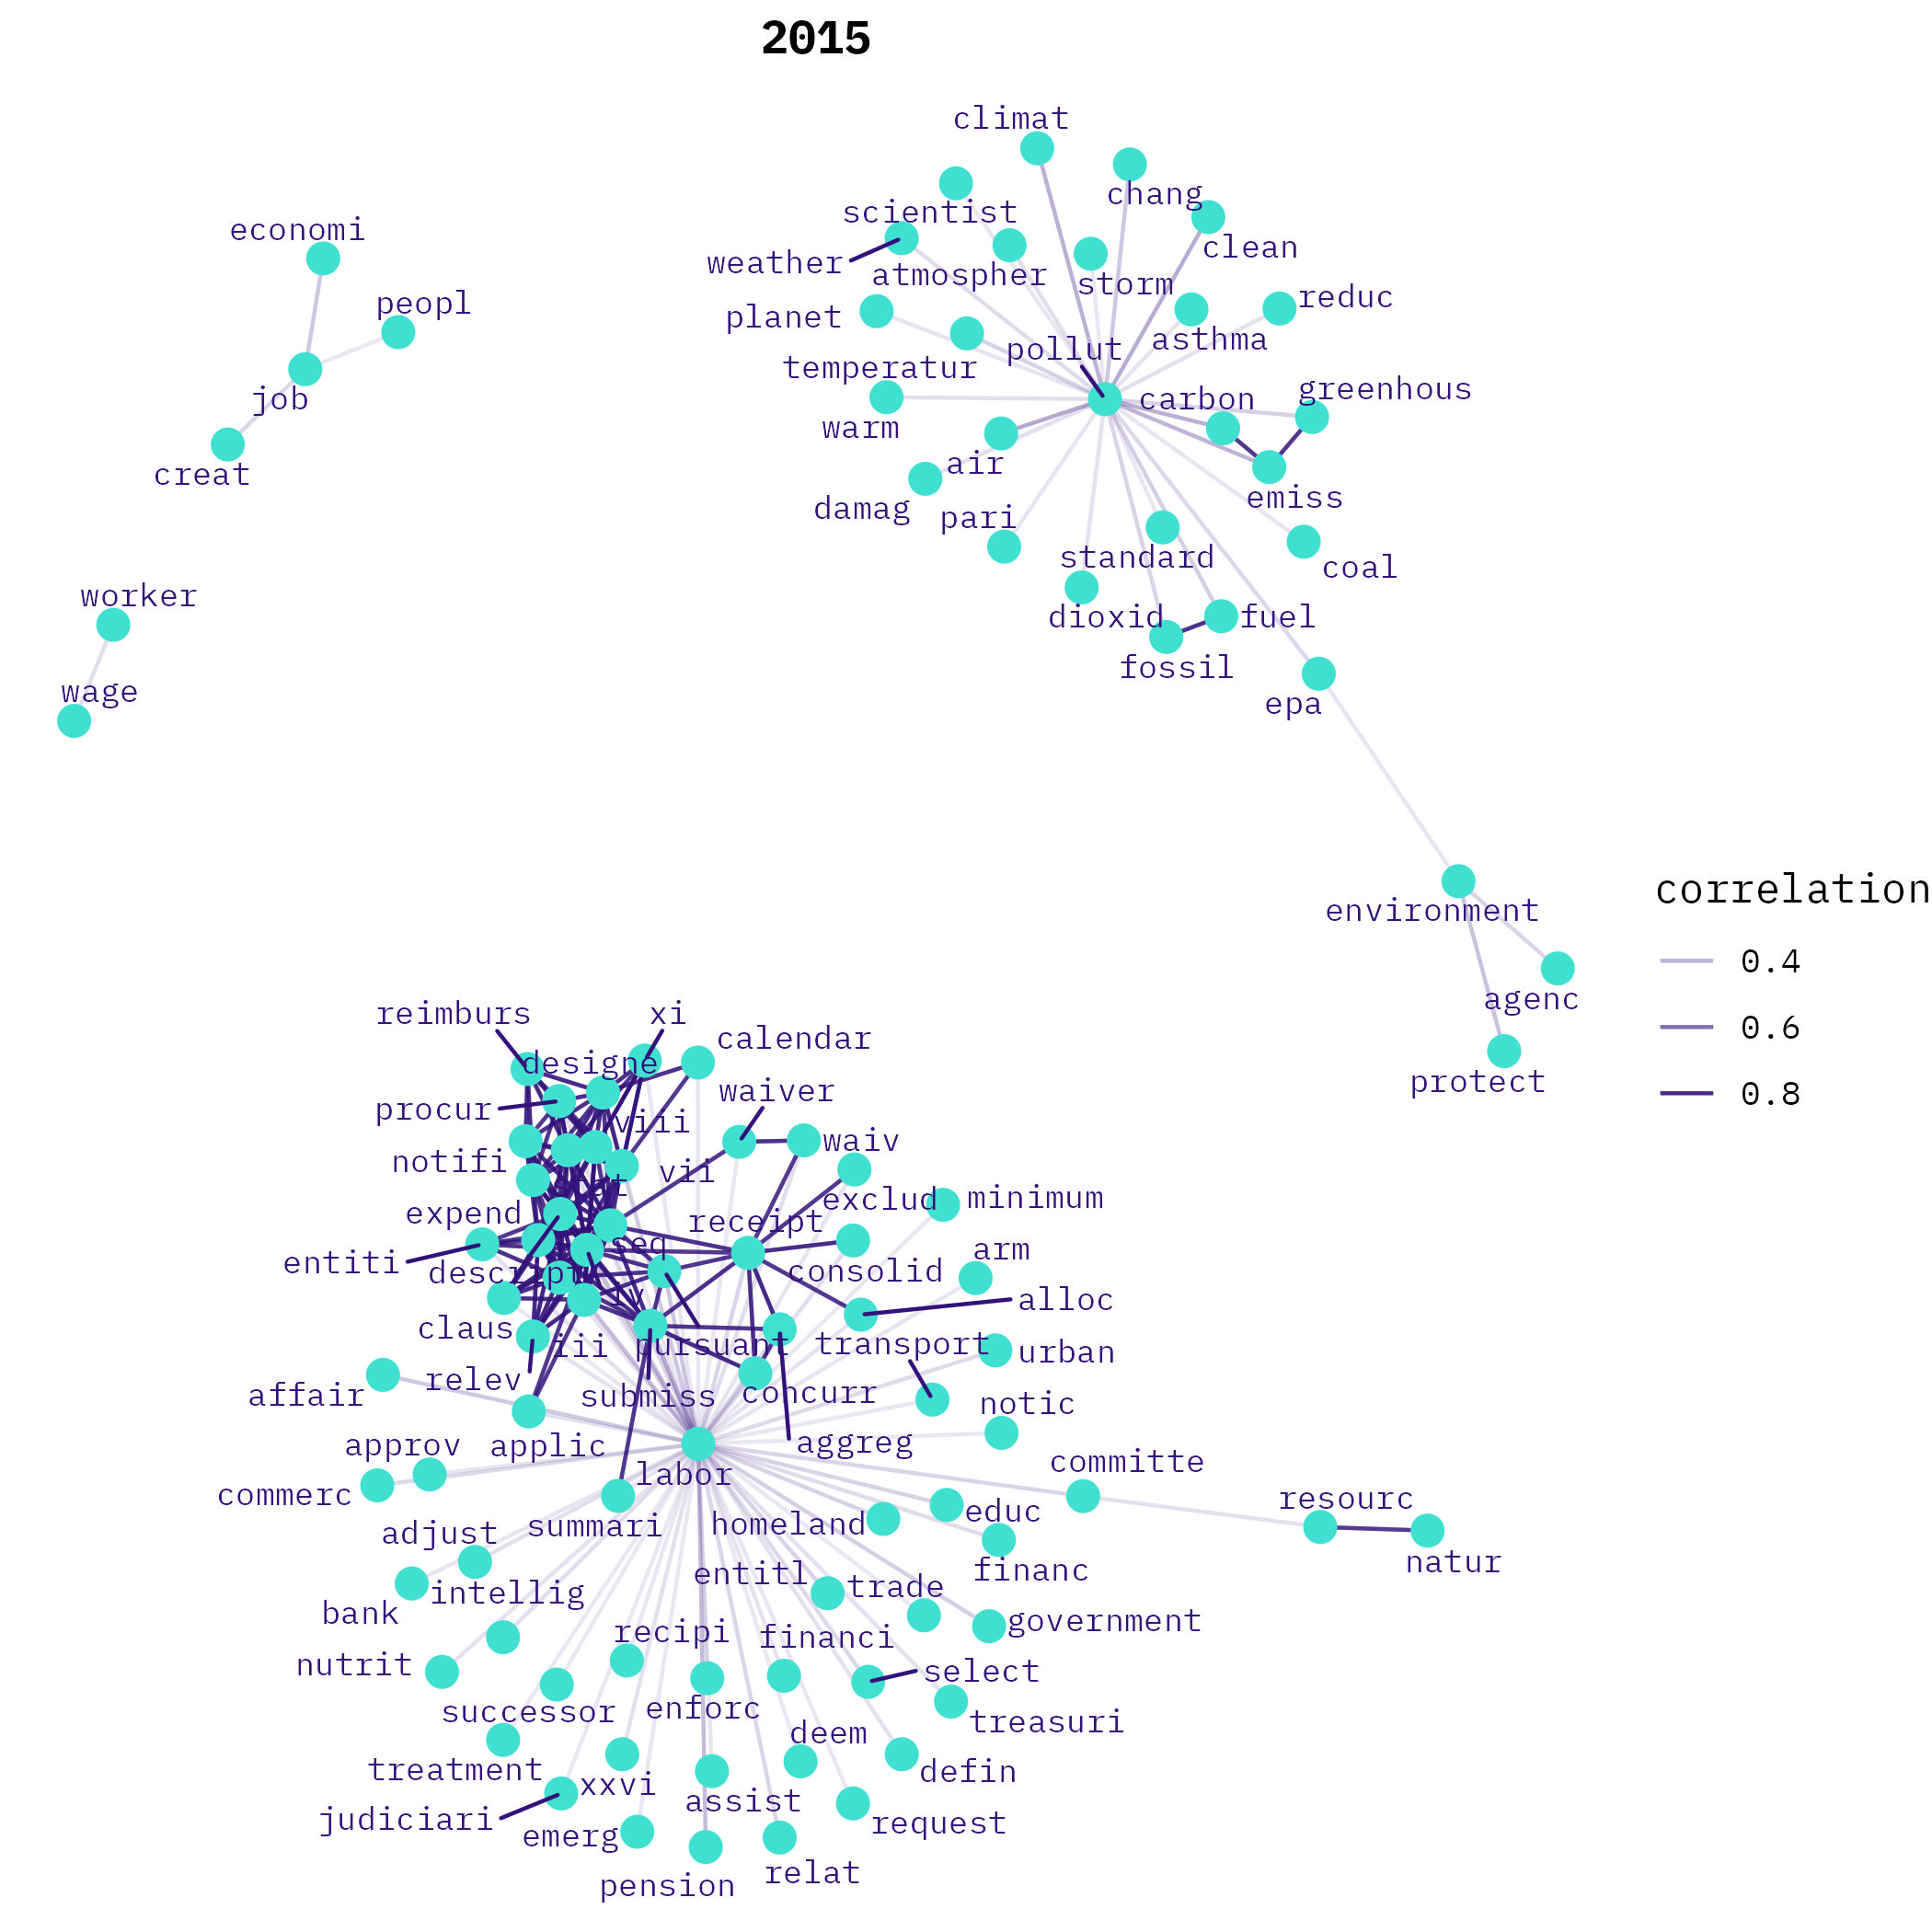 2015
climat
chang
scientist
economi
clean
weather
atmospher
storm
peopl
reduc
planet
asthma
pollut
temperatur
greenhous
job
carbon
warm
air
creat
emiss
damag
pari
standard
coal
worker
dioxid
fuel
fossil
wage
epa
correlation
environment
0.4
agenc
reimburs
xi
0.6
calendar
designe
protect
waiver
0.8
procur
viii
waiv
notifi
vii
exclud
minimum
expend
receipt
seq
arm
entiti
descript
consolid
iv
alloc
claus
iii
pursuant
transport
urban
relev
affair
submiss
concurr
notic
approv
applic
aggreg
labor
committe
commerc
resourc
adjust
summari
homeland
educ
financ
natur
entitl
trade
intellig
bank
government
recipi
financi
nutrit
select
successor
enforc
treasuri
deem
treatment
xxvi
defin
assist
judiciari
request
emerg
relat
pension